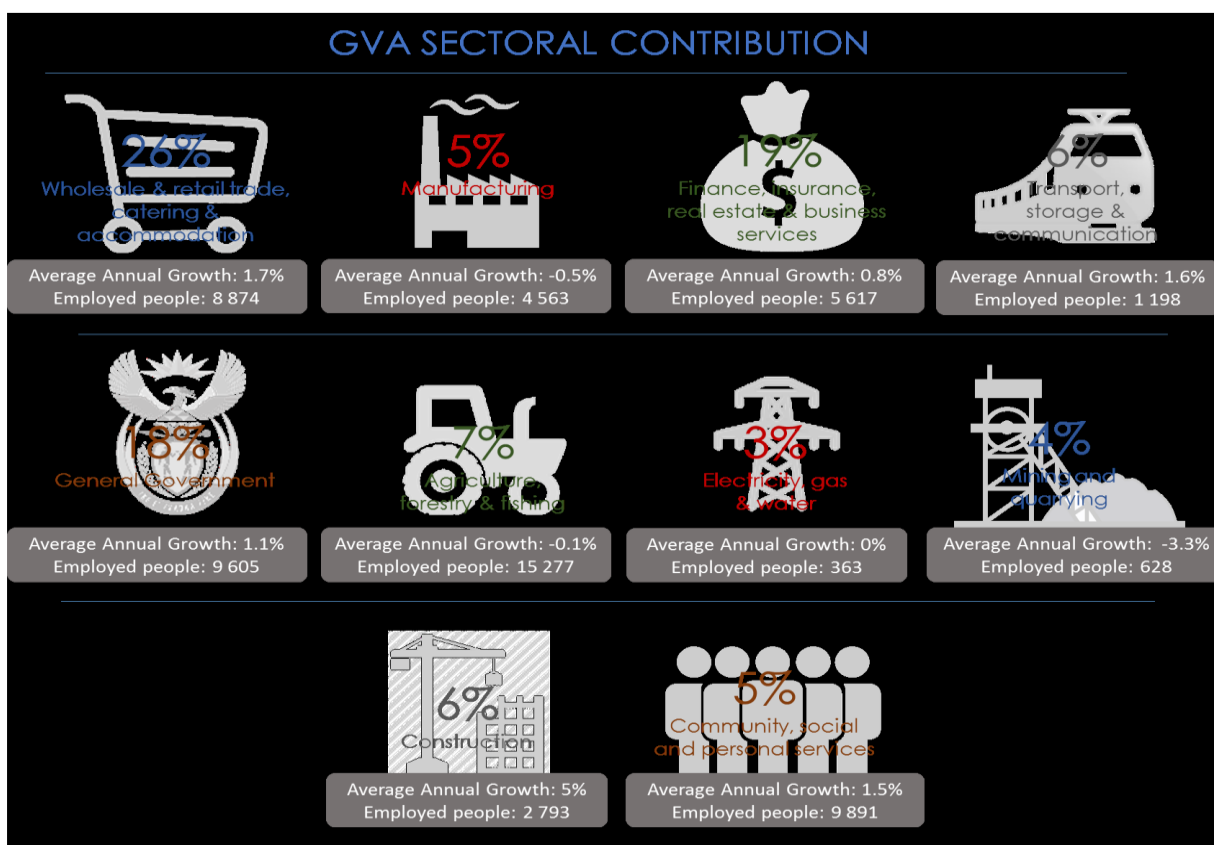 GVA SECTORAL CONTRIBUTION
26%
Wholesale & retail trade,
catering &
accommodation
Average Annual Growth: 1.7%
Employed people: 8 874
5%
Manufacturing
Average Annual Growth: -0.5%
Employed people: 4 563
19%
Finance, insurance,
real estate & business
services
$
Average Annual Growth: 0.8%
Employed people: 5 617
6%
Transport,
storage &
communication
Average Annual Growth: 1.6%
Employed people: 1 198
18%
General Government
Average Annual Growth: 1.1%
Employed people: 9 605
7%
Agriculture,
forestry & fishing
Average Annual Growth: -0.1%
Employed people: 15 277
3%
Electricity, gas
& water
Average Annual Growth: 0%
Employed people: 363
4%
Mining and
quarrying
Average Annual Growth: -3.3%
Employed people: 628
6%
Construction
Average Annual Growth: 5%
Employed people: 2 793
5%
Community, social
and personal services
Average Annual Growth: 1.5%
Employed people: 9 891